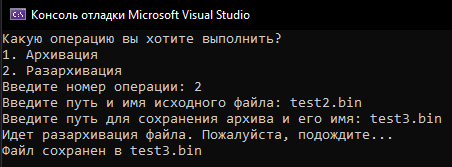 Консоль отладки Microsoft Visual Studio
Какую операцию вы хотите выполнить?
1. Архивация
2. Разархивация
Введите номер операции: 2
Введите путь и имя исходного файла: test2.bin
Введите путь для сохранения архива и его имя: test3.bin
Идет разархивация файла. Пожалуйста, подождите...
Файл сохранен в test3.bin